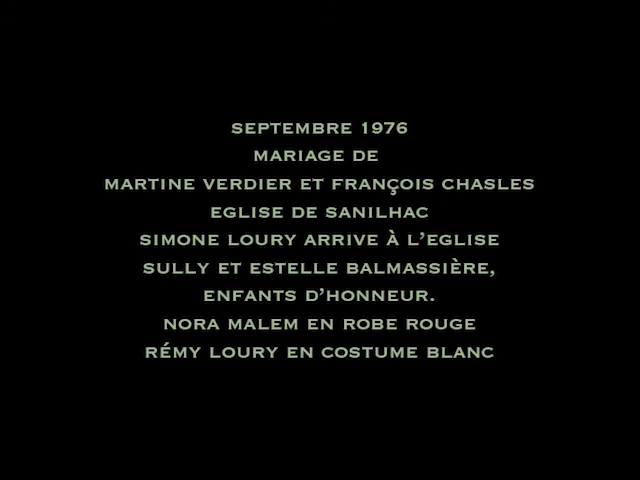 SEPTEMBRE 1976
MARIAGE DE
MARTINE VERDIER ET FRANÇOIS CHASLES
EGLISE DE SANILHAC
SIMONE LOURY ARRIVE À L'EGLISE
SULLY ET ESTELLE BALMASSIÈRE,
ENFANTS D'HONNEUR.
NORA MALEM EN ROBE ROUGE
RÉMY LOURY EN COSTUME BLANC